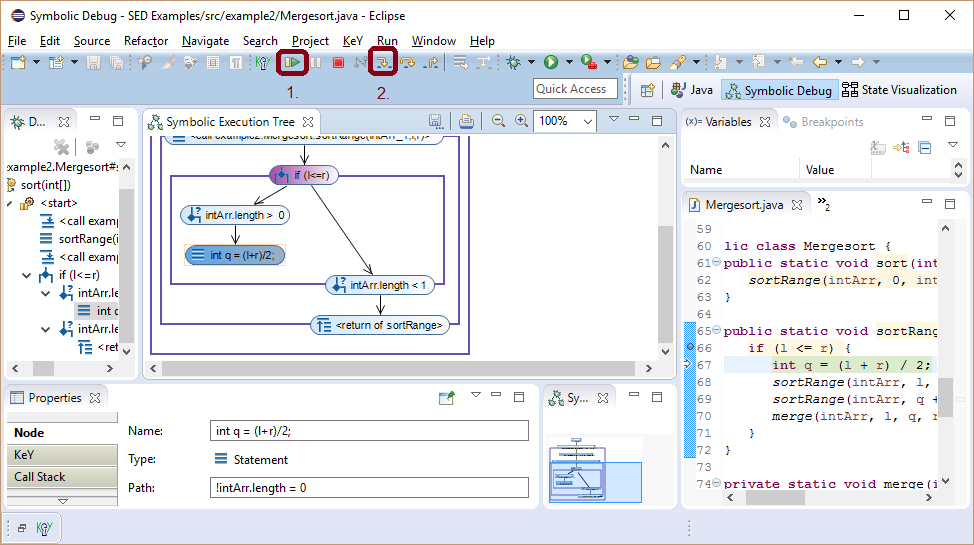 Symbolic Debug - SED Examples/src/example2/Mergesort.java - Eclipse
File Edit Source Refactor Navigate Search Project KeY Run Window Help
1. 2.
Quick Access
Java Symbolic Debug State Visualization
D...
example2.Mergesort#s
sort(int[])
<start>
<call examp
sortRange(i
<call examp
if (l<=r)
intArr.le
int q
intArr.le
<ret
Symbolic Execution Tree
100%
<call example2.Mergesort.sortRange(intArr_1,l,r)>
if (l<=r)
intArr.length > 0
int q = (l+r)/2;
intArr.length < 1
<return of sortRange>
(x)= Variables Breakpoints
Name Value
Mergesort.java »2
59
60 lic class Mergesort {
61 public static void sort(int
62 sortRange(intArr, 0, int
63 }
64
65 public static void sortRang
66 if (l <= r) {
67 int q = (l + r) / 2;
68 sortRange(intArr, l,
69 sortRange(intArr, q +
70 merge(intArr, l, q, r
71 }
72 }
73
74 private static void merge(i
Properties
Node
KeY
Call Stack
Name: int q = (l+r)/2;
Type: Statement
Path: !intArr.length = 0
Sy...
KeY